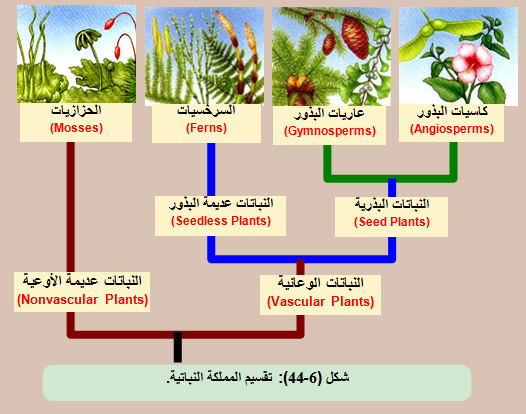 الحزازيات
(Mosses)
السرخسيات
(Ferns)
عاريات البذور
(Gymnosperms)
كاسيات البذور
(Angiosperms)
النباتات عديمة البذور
(Seedless Plants)
النباتات البذرية
(Seed Plants)
النباتات عديمة الأوعية
(Nonvascular Plants)
النباتات الوعائية
(Vascular Plants)
شكل (6-44): تقسيم المملكة النباتية.